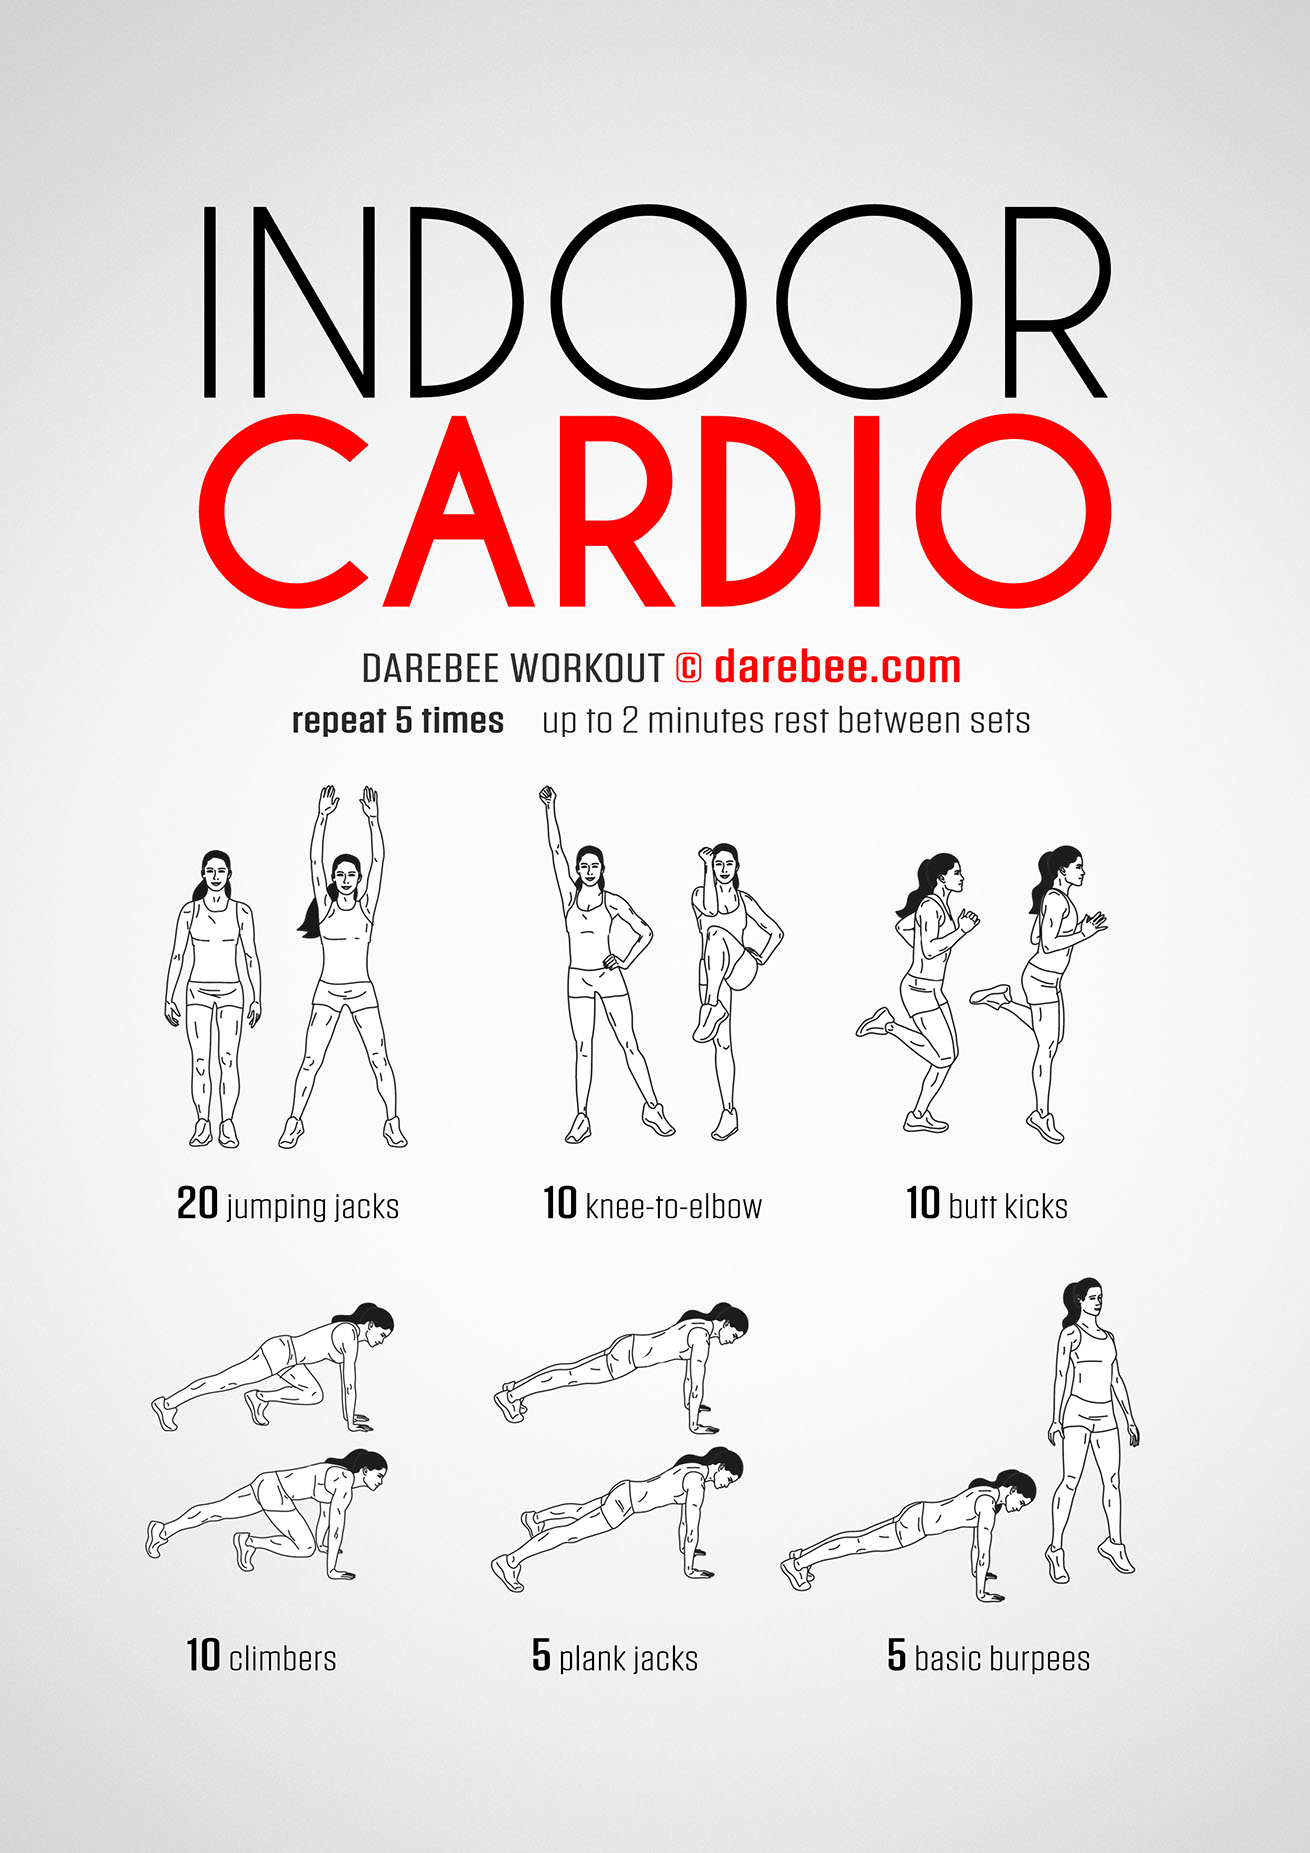 INDOOR
CARDIO
DAREBEE WORKOUT © darebee.com
repeat 5 times up to 2 minutes rest between sets
20 jumping jacks
10 knee-to-elbow
10 butt kicks
10 climbers
5 plank jacks
5 basic burpees